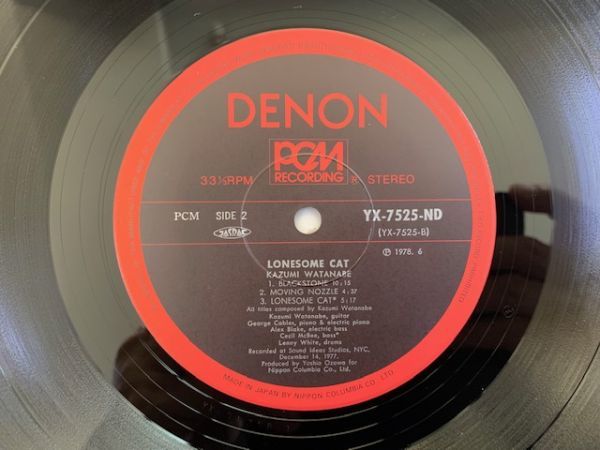 DENON
PCM
RECORDING
33⅓RPM R STEREO
PCM SIDE 2 JASRAC YX-7525-ND
(YX-7525-B)
Ⓟ 1978. 6
LONESOME CAT
KAZUMI WATANABE
1. BLACKSTONE 10:15
2. MOVING NOZZLE 4:37
3. LONESOME CAT* 5:17
All titles composed by Kazumi Watanabe
Kazumi Watanabe, guitar
George Cables, piano & electric piano
Alex Blake, electric bass
Cecil McBee, bass*
Lenny White, drums
Recorded at Sound Ideas Studios, NYC,
December 14, 1977.
Produced by Yoshio Ozawa for
Nippon Columbia Co., Ltd.
MADE IN JAPAN BY NIPPON COLUMBIA CO., LTD.